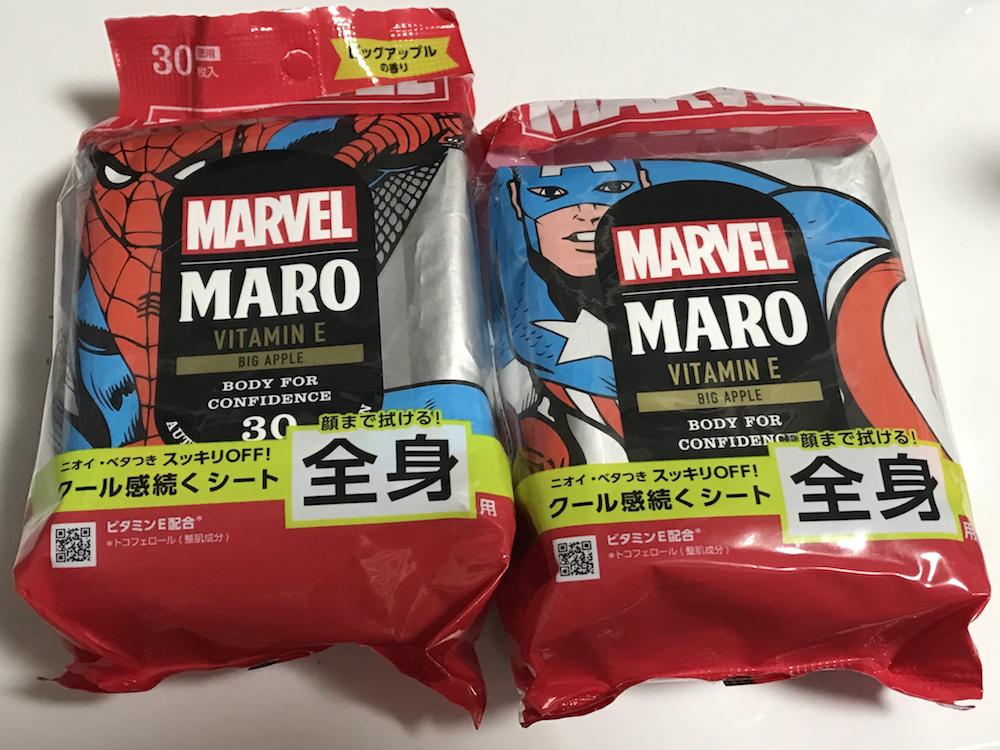 30
枚入
ビッグアップル
の香り
MARVEL
MARO
VITAMIN E
BIG APPLE
BODY FOR
CONFIDENCE
30
顔まで拭ける!
ニオイ・ベタつき スッキリOFF!
クール感続くシート
全身
用
ビタミンE配合*
*トコフェロール(整肌成分)
MARVEL
MARVEL
MARO
VITAMIN E
BIG APPLE
BODY FOR
CONFIDENC
顔まで拭ける!
ニオイ・ベタつき スッキリOFF!
クール感続くシート
全身
用
ビタミンE配合*
*トコフェロール(整肌成分)